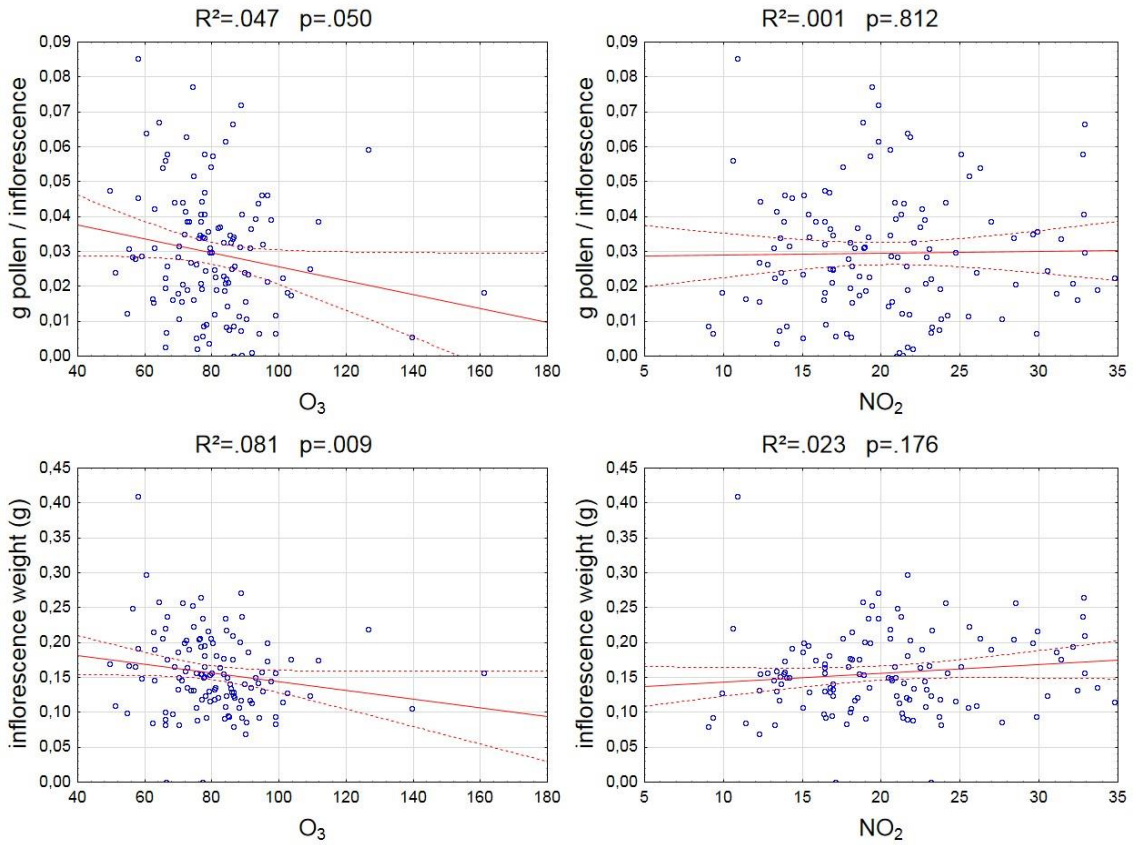 R²=.047 p=.050
g pollen / inflorescence
0,09
0,08
0,07
0,06
0,05
0,04
0,03
0,02
0,01
0,00
40 60 80 100 120 140 160 180
O₃
R²=.001 p=.812
g pollen / inflorescence
0,09
0,08
0,07
0,06
0,05
0,04
0,03
0,02
0,01
0,00
5 10 15 20 25 30 35
NO₂
R²=.081 p=.009
inflorescence weight (g)
0,45
0,40
0,35
0,30
0,25
0,20
0,15
0,10
0,05
0,00
40 60 80 100 120 140 160 180
O₃
R²=.023 p=.176
inflorescence weight (g)
0,45
0,40
0,35
0,30
0,25
0,20
0,15
0,10
0,05
0,00
5 10 15 20 25 30 35
NO₂